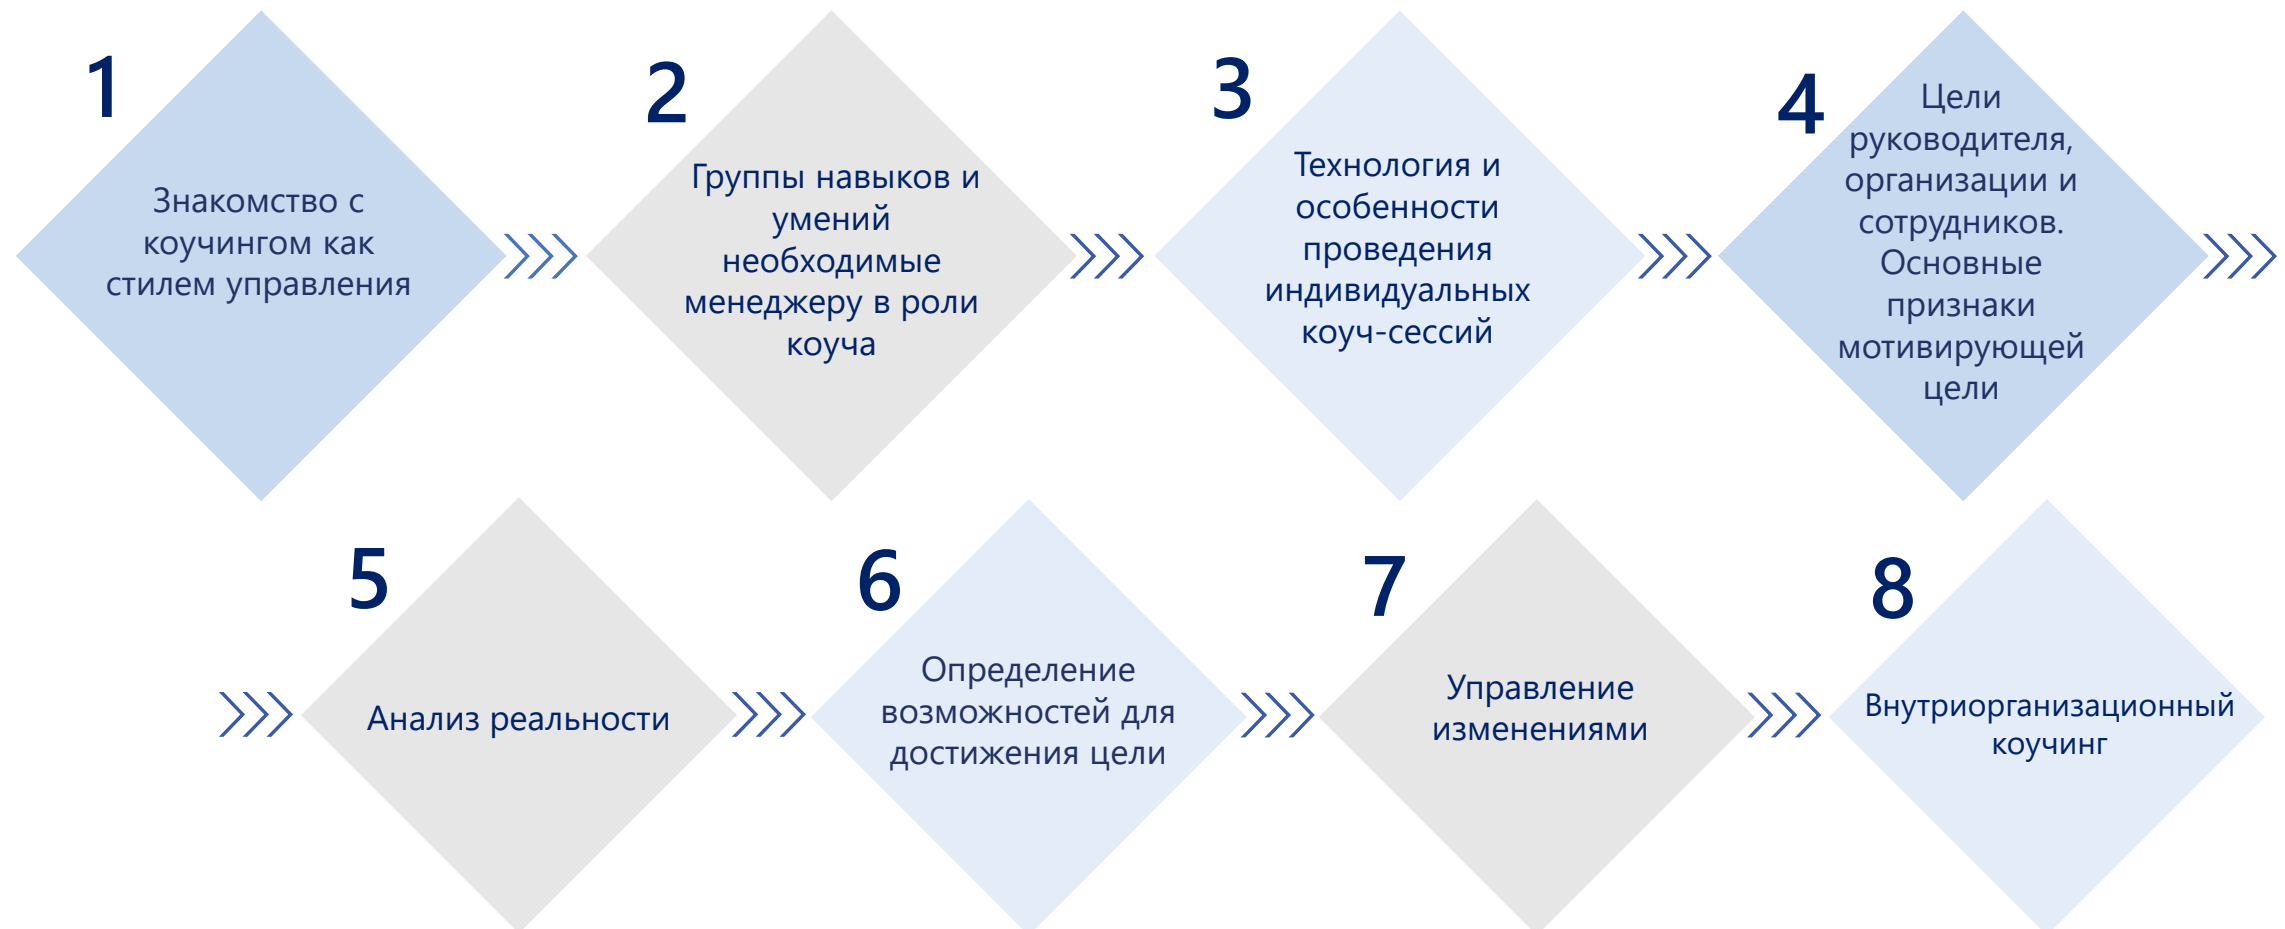 1
Знакомство с
коучингом как
стилем управления
2
Группы навыков и
умений
необходимые
менеджеру в роли
коуча
3
Технология и
особенности
проведения
индивидуальных
коуч-сессий
4
Цели
руководителя,
организации и
сотрудников.
Основные
признаки
мотивирующей
цели
5
Анализ реальности
6
Определение
возможностей для
достижения цели
7
Управление
изменениями
8
Внутриорганизационный
коучинг